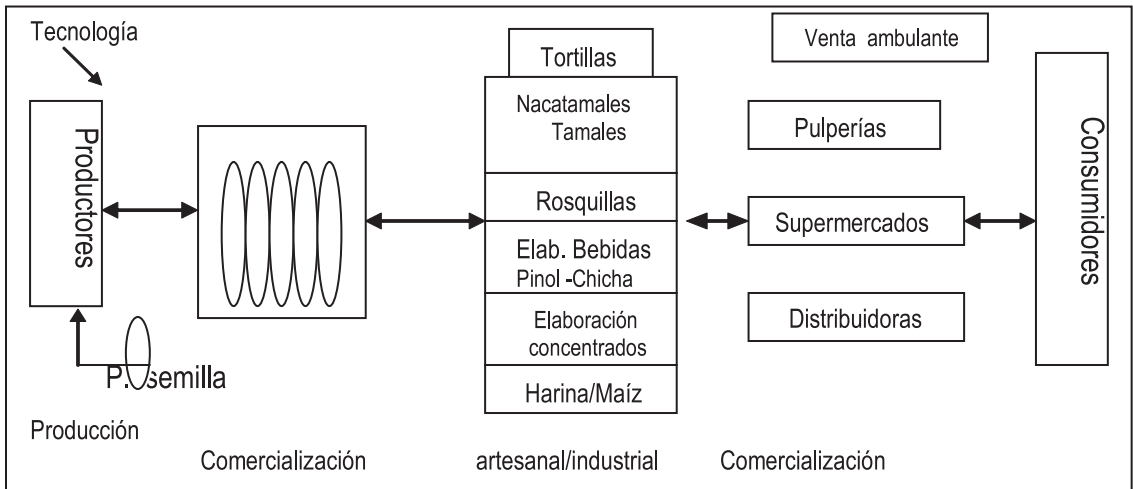 Tecnología
Productores
P. semilla
Producción
Comercialización
Tortillas
Nacatamales
Tamales
Rosquillas
Elab. Bebidas
Pinol -Chicha
Elaboración
concentrados
Harina/Maíz
artesanal/industrial
Venta ambulante
Pulperías
Supermercados
Distribuidoras
Comercialización
Consumidores